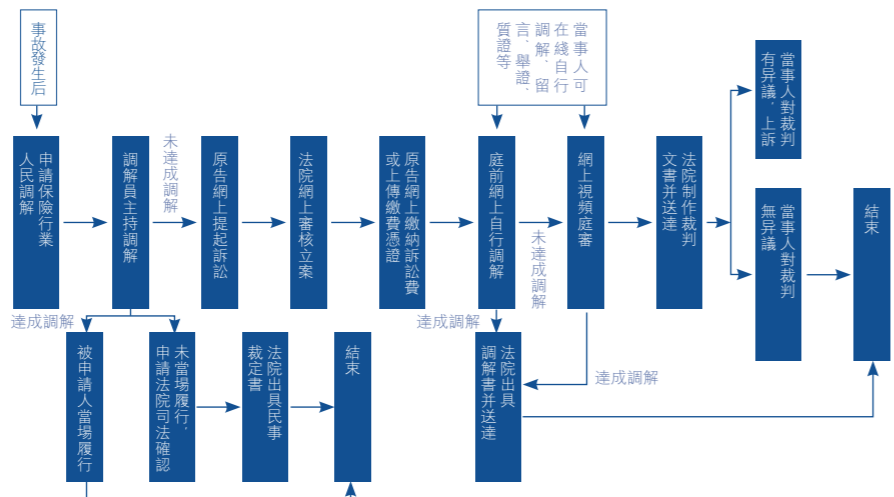 事故發生后
當事人可
在綫自行
調解、留
言、舉證、
質證等
申請保險行業
人民調解
調解員主持調解
未達成調解
原告網上提起訴訟
法院網上審核立案
原告網上繳納訴訟費
或上傳繳費憑證
庭前網上自行調解
未達成調解
網上視頻庭審
法院制作裁判
文書并送達
當事人對裁判
有异議,上訴
當事人對裁判
無异議
結束
達成調解
被申請人當場履行
未當場履行,
申請法院司法確認
法院出具民事
裁定書
結束
達成調解
法院出具
調解書并送達
達成調解